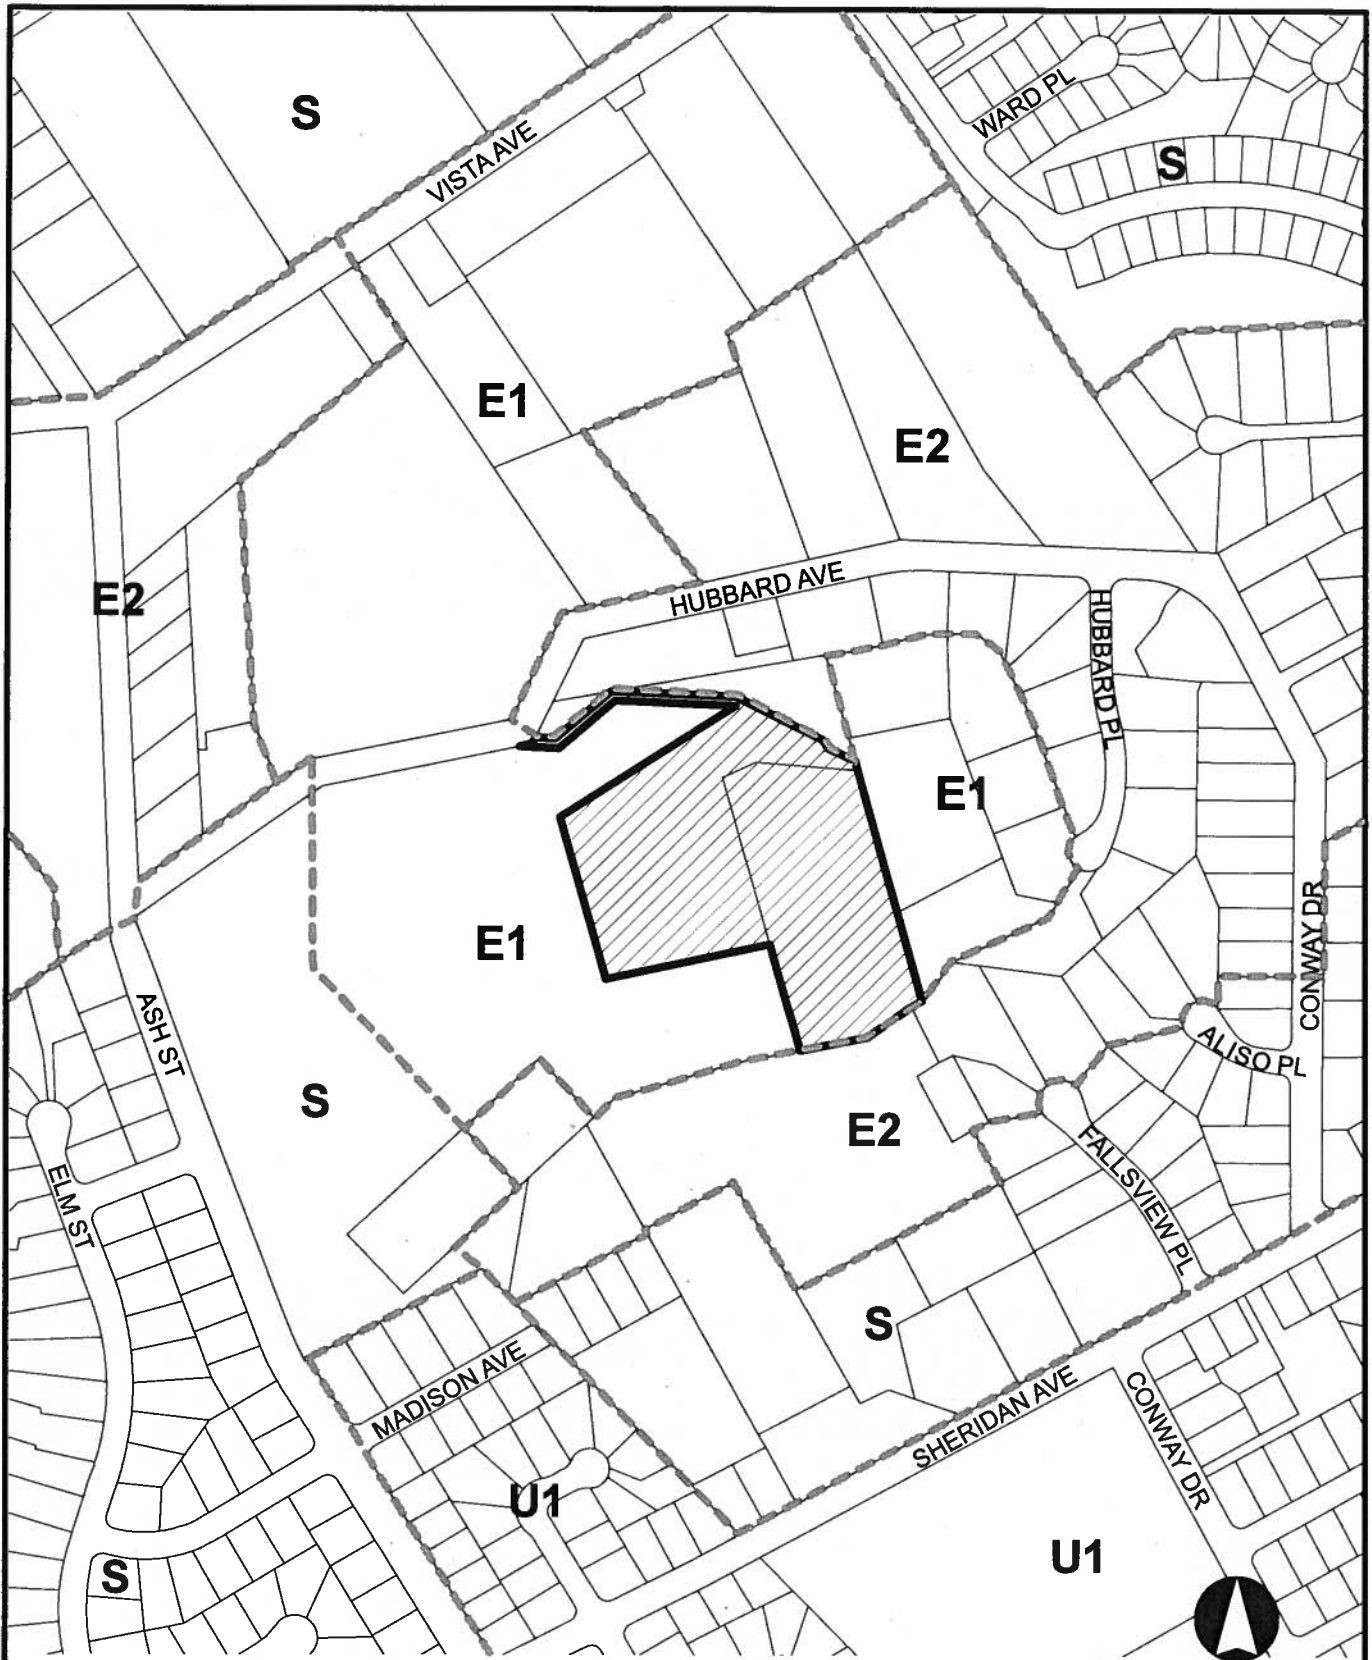 WARD PL
S
VISTA AVE
S
E1
E2
HUBBARD AVE
E2
HUBBARD PL
E1
E1
CONWAY DR
ASH ST
ALISO PL
S
E2
FALLSVIEW PL
ELM ST
S
MADISON AVE
SHERIDAN AVE
CONWAY DR
U1
U1
S